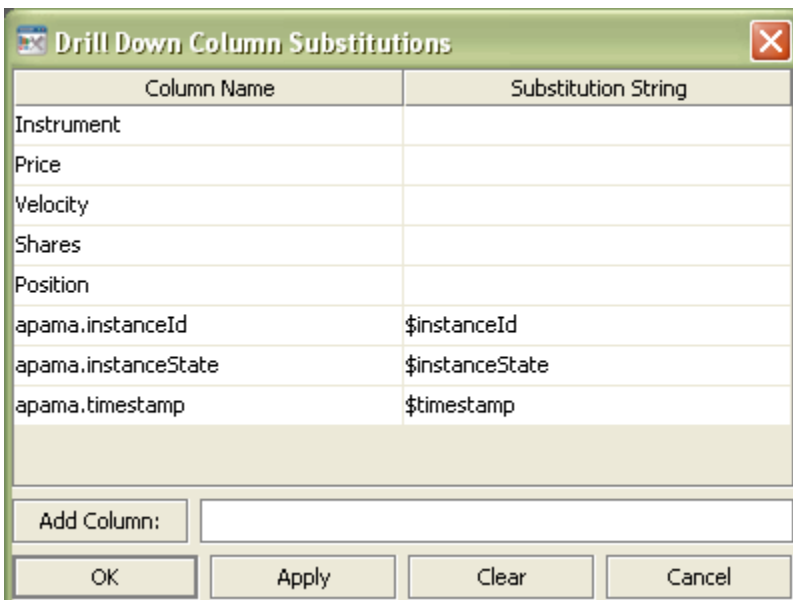 Drill Down Column Substitutions
Column Name Substitution String
Instrument
Price
Velocity
Shares
Position
apama.instanceId $instanceId
apama.instanceState $instanceState
apama.timestamp $timestamp
Add Column:
OK Apply Clear Cancel